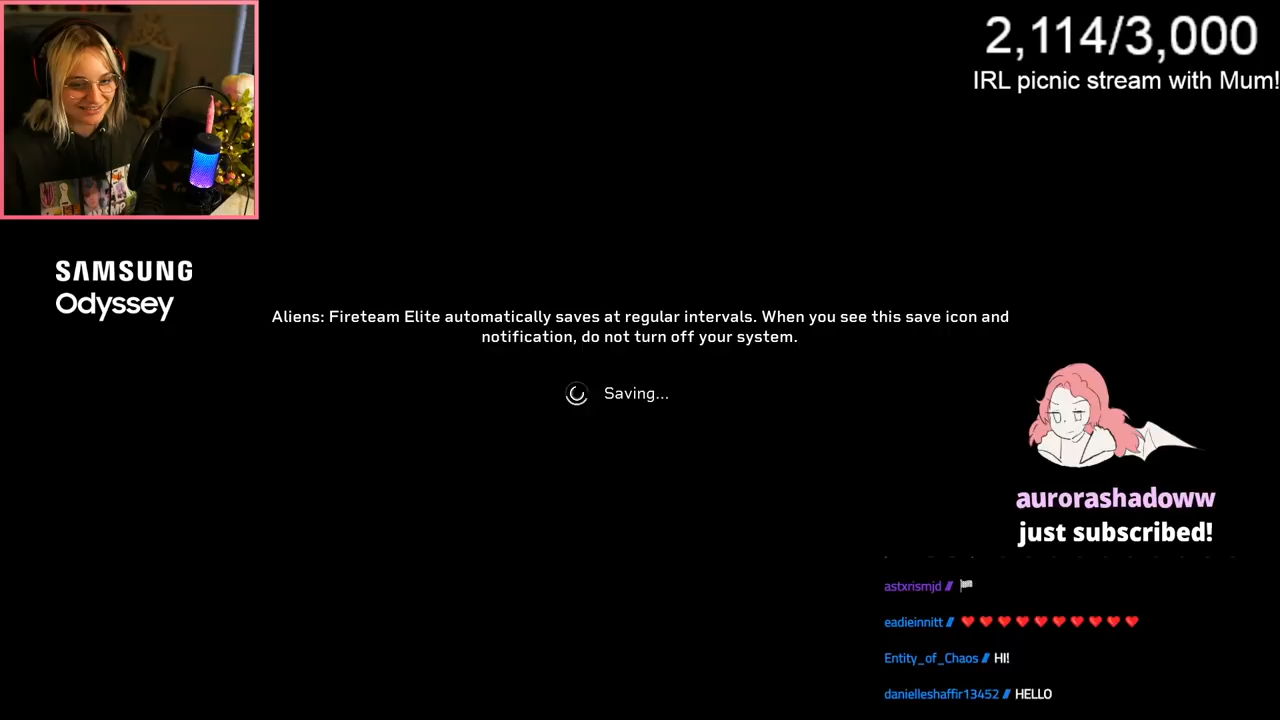 2,114/3,000
IRL picnic stream with Mum!
SAMSUNG
Odyssey
Aliens: Fireteam Elite automatically saves at regular intervals. When you see this save icon and
notification, do not turn off your system.
Saving...
aurorashadoww
just subscribed!
astxrismjd //
eadieinnitt // ❤️❤️❤️❤️❤️❤️❤️❤️❤️❤️
Entity_of_Chaos // HI!
danielleshaffir13452 // HELLO